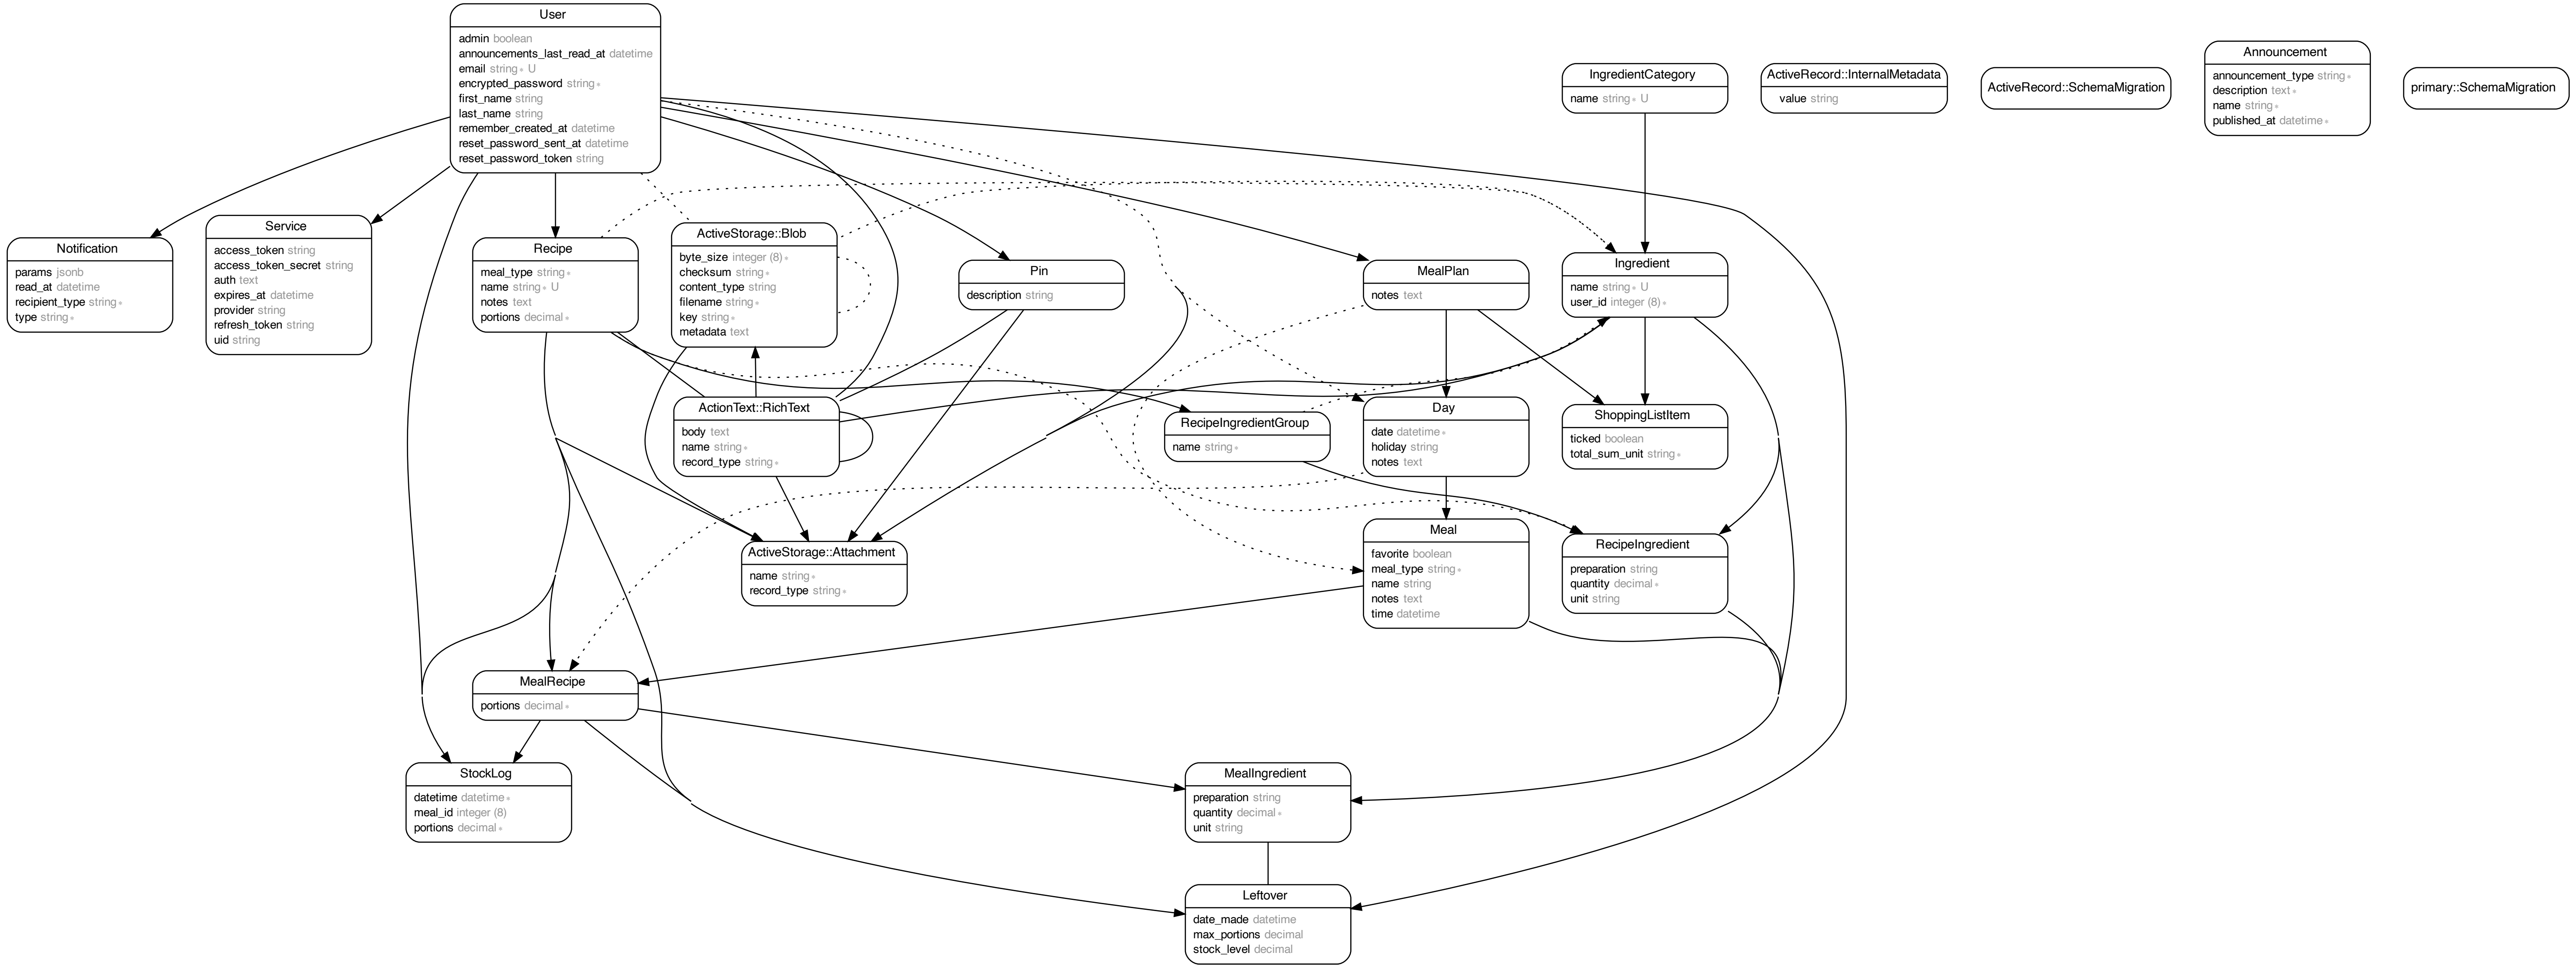 User
admin boolean
announcements_last_read_at datetime
email string∗ U
encrypted_password string∗
first_name string
last_name string
remember_created_at datetime
reset_password_sent_at datetime
reset_password_token string
IngredientCategory
name string∗ U
ActiveRecord::InternalMetadata
value string
ActiveRecord::SchemaMigration
Announcement
announcement_type string∗
description text∗
name string∗
published_at datetime∗
primary::SchemaMigration
Notification
params jsonb
read_at datetime
recipient_type string∗
type string∗
Service
access_token string
access_token_secret string
auth text
expires_at datetime
provider string
refresh_token string
uid string
Recipe
meal_type string∗
name string∗ U
notes text
portions decimal∗
ActiveStorage::Blob
byte_size integer (8)∗
checksum string∗
content_type string
filename string∗
key string∗
metadata text
Pin
description string
MealPlan
notes text
Ingredient
name string∗ U
user_id integer (8)∗
ActionText::RichText
body text
name string∗
record_type string∗
RecipeIngredientGroup
name string∗
Day
date datetime∗
holiday string
notes text
ShoppingListItem
ticked boolean
total_sum_unit string∗
ActiveStorage::Attachment
name string∗
record_type string∗
Meal
favorite boolean
meal_type string∗
name string
notes text
time datetime
RecipeIngredient
preparation string
quantity decimal∗
unit string
MealRecipe
portions decimal∗
StockLog
datetime datetime∗
meal_id integer (8)
portions decimal∗
MealIngredient
preparation string
quantity decimal∗
unit string
Leftover
date_made datetime
max_portions decimal
stock_level decimal